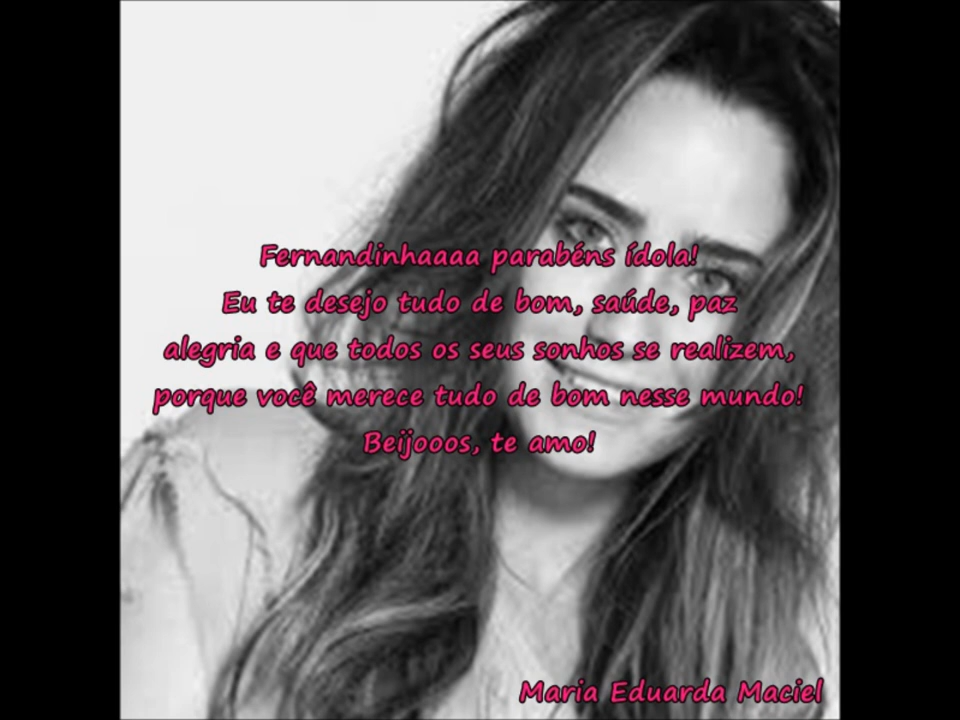 Fernandinhaaaa parabéns ídola!
Eu te desejo tudo de bom, saúde, paz
alegria e que todos os seus sonhos se realizem,
porque você merece tudo de bom nesse mundo!
Beijooos, te amo!
Maria Eduarda Maciel